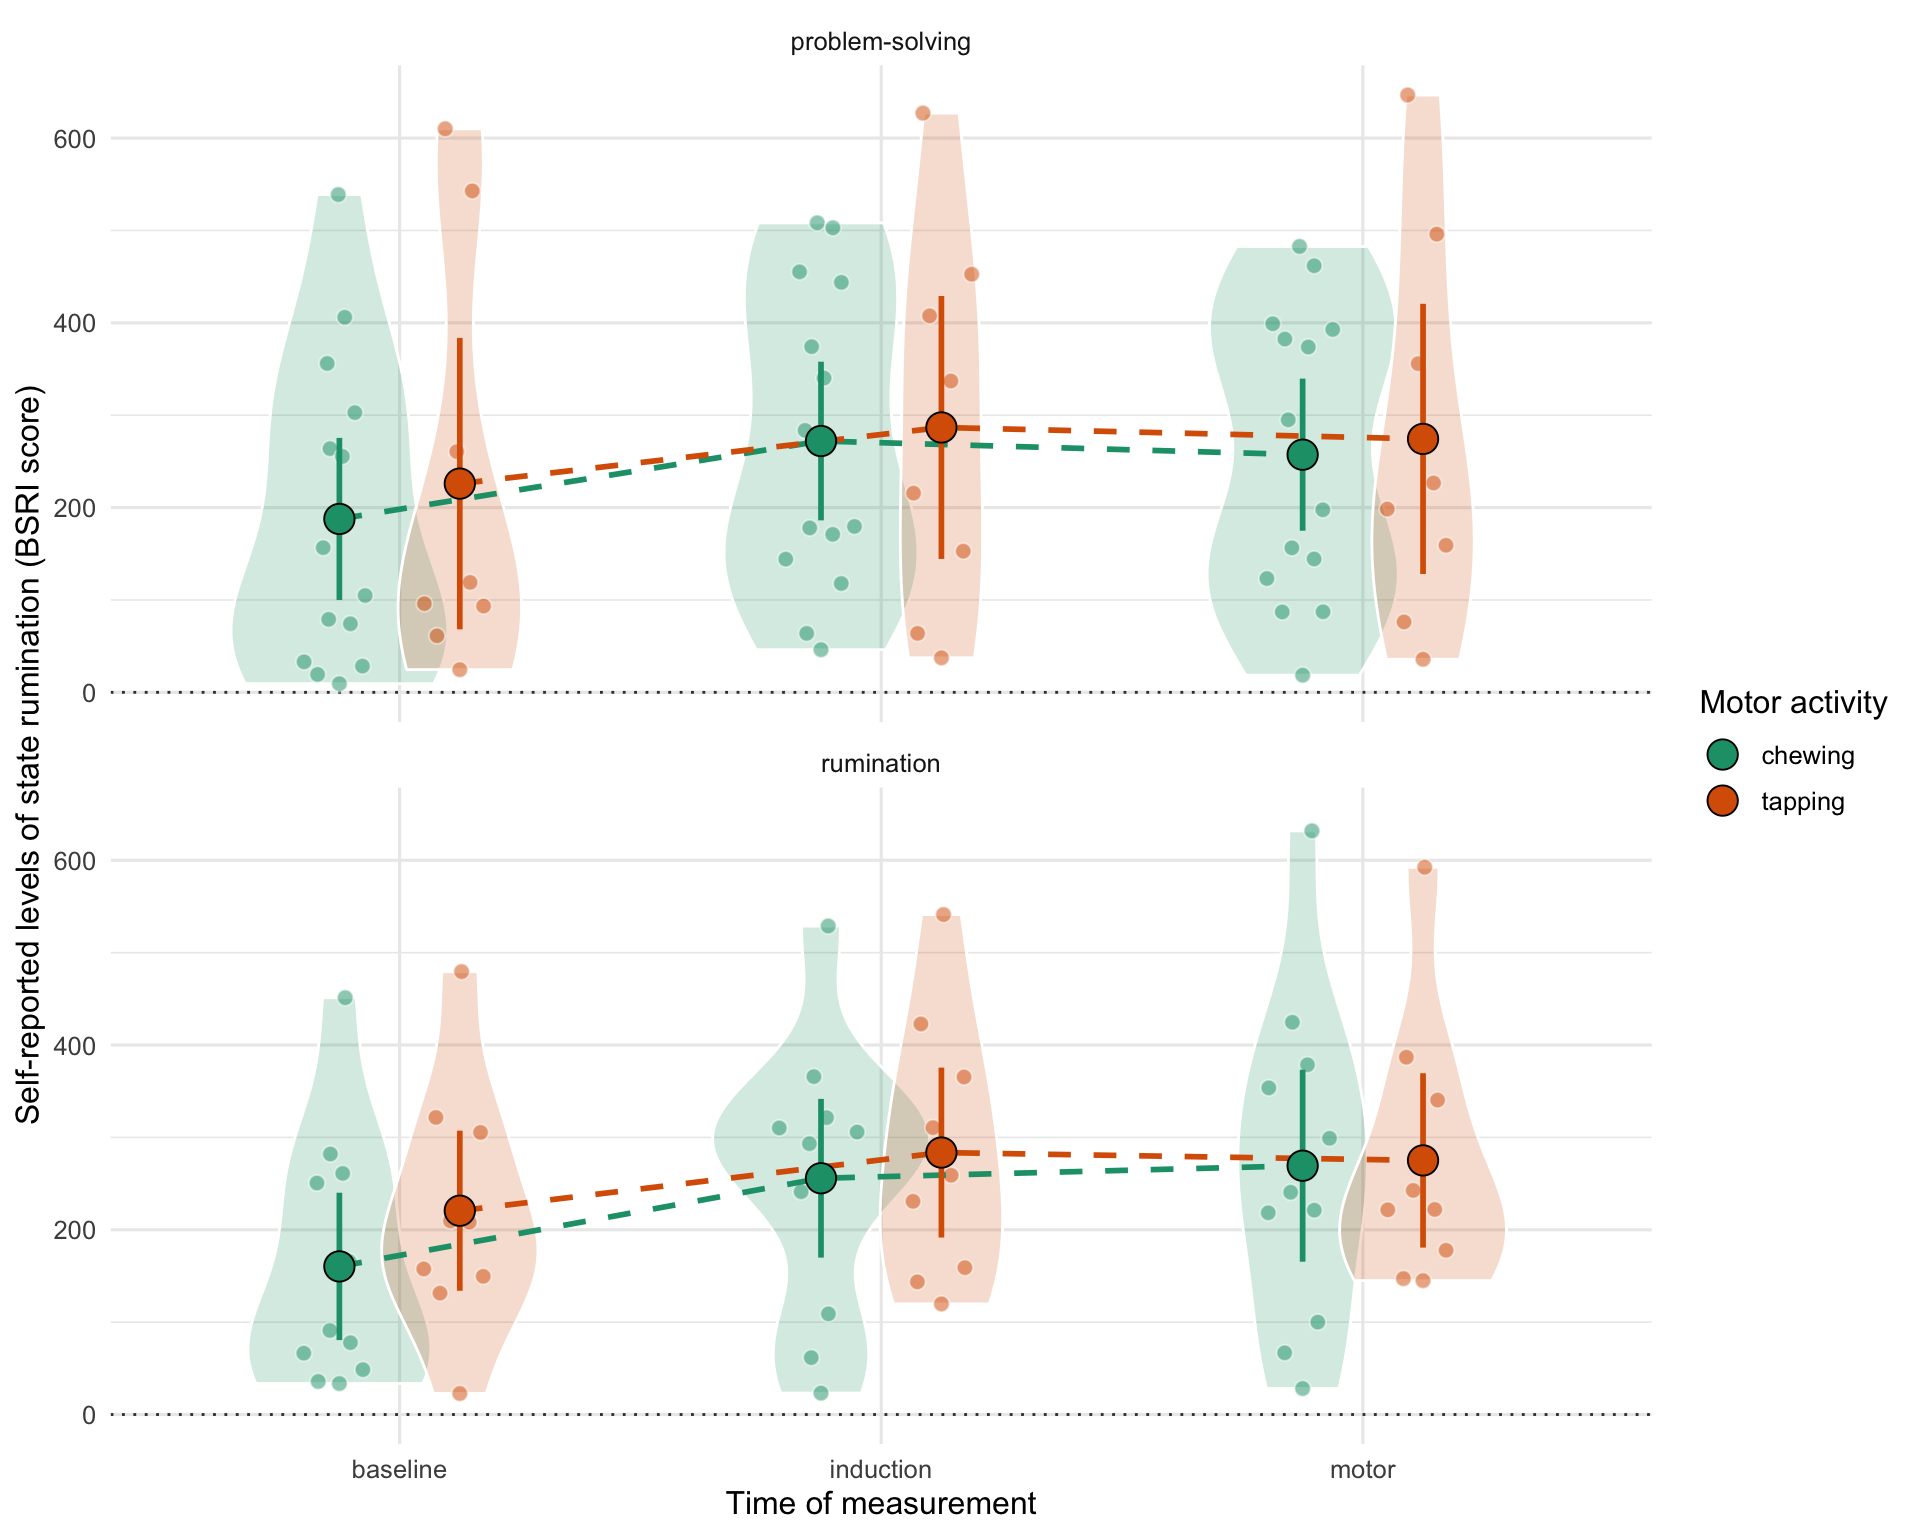 problem-solving
600
400
200
0
rumination
600
400
200
0
baseline
induction
motor
Time of measurement
Self-reported levels of state rumination (BSRI score)
Motor activity
chewing
tapping